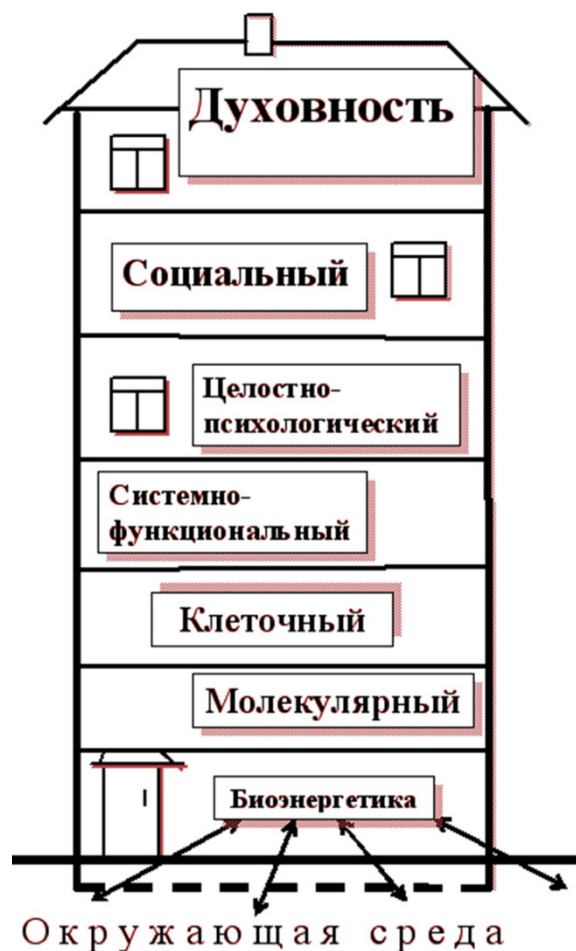 Духовность
Социальный
Целостно-
психологический
Системно-
функциональный
Клеточный
Молекулярный
Биоэнергетика
Окружающая среда